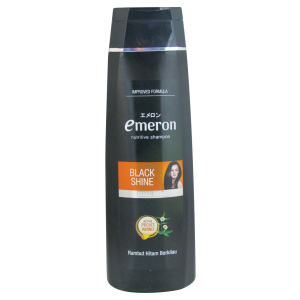 IMPROVED FORMULA
エメロン
emeron
nutritive shampoo
BLACK
SHINE
Rambut Hitam Berkilau